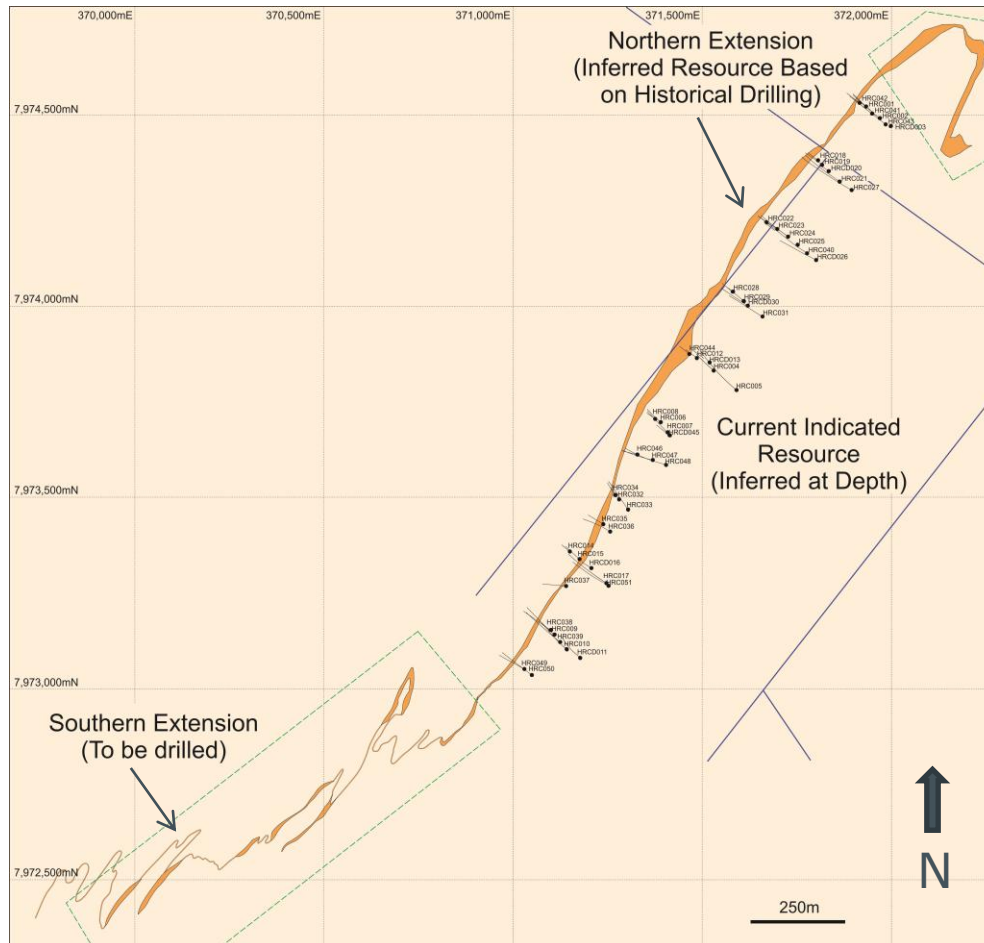 370,000mE
370,500mE
371,000mE
371,500mE
372,000mE
Northern Extension
(Inferred Resource Based
on Historical Drilling)
7,974,500mN
HRC042
HRC001
HRC041
HRC002
HRC043
HRCD003
HRC018
HRC019
HRCD020
HRC021
HRC027
HRC022
HRC023
HRC024
HRC025
HRC040
HRCD026
7,974,000mN
HRC028
HRC029
HRCD030
HRC031
HRC044
HRC012
HRCD013
HRC004
HRC005
HRC008
HRC006
HRC007
HRCD045
Current Indicated
Resource
(Inferred at Depth)
HRC046
HRC047
HRC048
7,973,500mN
HRC034
HRC032
HRC033
HRC035
HRC036
HRC014
HRC015
HRCD016
HRC017
HRC051
HRC037
HRC038
HRC009
HRC039
HRC010
HRCD011
HRC049
HRC050
7,973,000mN
Southern Extension
(To be drilled)
7,972,500mN
N
250m